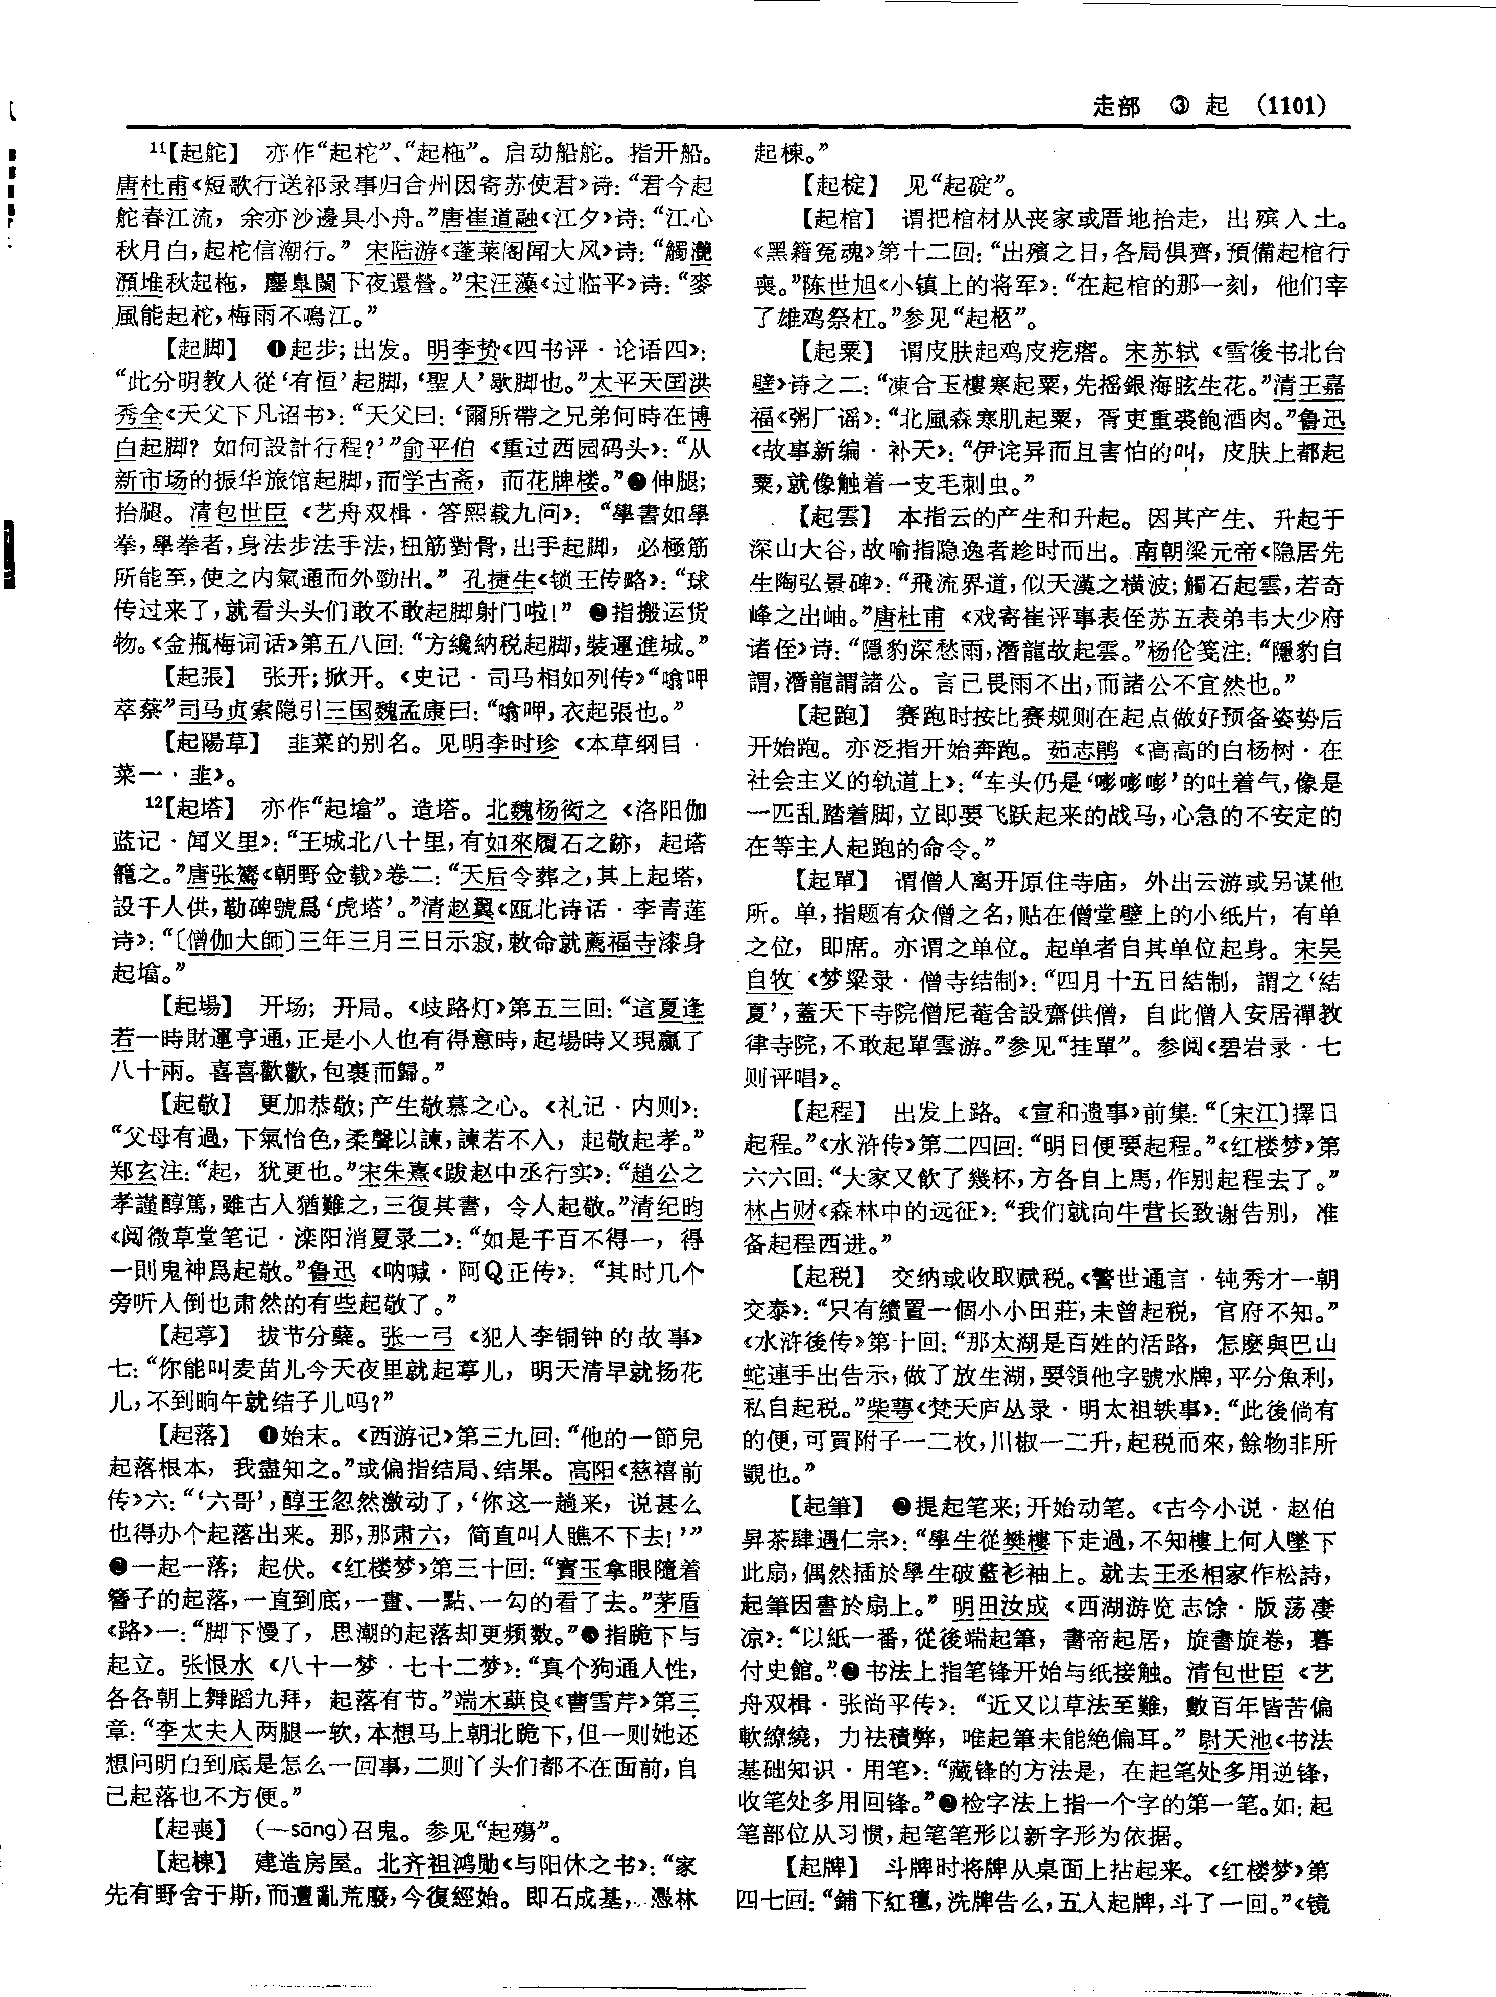 走部 ③ 起 (1101)
¹¹【起舵】 亦作“起柁”、“起柂”。启动船舵。指开船。
唐杜甫《短歌行送祁录事归合州因寄苏使君》诗：“君今起
舵春江流，余亦沙邊具小舟。”唐崔道融《江夕》诗：“江心
秋月白，起柁信潮行。”宋陆游《蓬莱阁闻大风》诗：“觸灩
澦堆秋起柂，鏖臯闌下夜還營。”宋汪藻《过临平》诗：“麥
風能起柁，梅雨不鳴江。”
【起脚】 ❶起步；出发。明李贽《四书评·论语四》：
“此分明教人從‘有恒’起脚，‘聖人’歇脚也。”太平天囯洪
秀全《天父下凡诏书》：“天父曰：‘爾所帶之兄弟何時在博
白起脚？如何設計行程？’”俞平伯《重过西园码头》：“从
新市场的振华旅馆起脚，而学古斋，而花牌楼。”❷伸腿；
抬腿。清包世臣《艺舟双楫·答熙载九问》：“學書如學
拳，學拳者，身法步法手法，扭筋對骨，出手起脚，必極筋
所能至，使之内氣通而外勁出。”孔捷生《锁王传略》：“球
传过来了，就看头头们敢不敢起脚射门啦！”❸指搬运货
物。《金瓶梅词话》第五八回：“方纔納税起脚，裝運進城。”
【起張】 张开；掀开。《史记·司马相如列传》“噏呷
萃蔡”司马贞索隐引三国魏孟康曰：“噏呷，衣起張也。”
【起陽草】 韭菜的别名。见明李时珍《本草纲目·
菜一·韭》。
¹²【起塔】 亦作“起墖”。造塔。北魏杨衒之《洛阳伽
蓝记·闻义里》：“王城北八十里，有如來履石之跡，起塔
籠之。”唐张鷟《朝野佥载》卷二：“天后令葬之，其上起塔，
設千人供，勒碑號爲‘虎塔’。”清赵翼《瓯北诗话·李青莲
诗》：“〔僧伽大師〕三年三月三日示寂，敕命就薦福寺漆身
起墖。”
【起場】 开场；开局。《歧路灯》第五三回：“這夏逢
若一時財運亨通，正是小人也有得意時，起場時又現贏了
八十兩。喜喜歡歡，包裹而歸。”
【起敬】 更加恭敬；产生敬慕之心。《礼记·内则》：
“父母有過，下氣怡色，柔聲以諫，諫若不入，起敬起孝。”
郑玄注：“起，犹更也。”宋朱熹《跋赵中丞行实》：“趙公之
孝謹醇篤，雖古人猶難之，三復其書，令人起敬。”清纪昀
《阅微草堂笔记·滦阳消夏录二》：“如是千百不得一，得
一則鬼神爲起敬。”鲁迅《呐喊·阿Q正传》：“其时几个
旁听人倒也肃然的有些起敬了。”
【起葶】 拔节分蘖。张一弓《犯人李铜钟的故事》
七：“你能叫麦苗儿今天夜里就起葶儿，明天清早就扬花
儿，不到晌午就结子儿吗？”
【起落】 ❶始末。《西游记》第三九回：“他的一節兒
起落根本，我盡知之。”或偏指结局、结果。高阳《慈禧前
传》六：“‘六哥’，醇王忽然激动了，‘你这一趟来，说甚么
也得办个起落出来。那，那肃六，简直叫人瞧不下去！’”
❷一起一落；起伏。《红楼梦》第三十回：“寳玉拿眼隨着
簪子的起落，一直到底，一畫、一點、一勾的看了去。”茅盾
《路》一：“脚下慢了，思潮的起落却更频数。”❸指跪下与
起立。张恨水《八十一梦·七十二梦》：“真个狗通人性，
各各朝上舞蹈九拜，起落有节。”端木蕻良《曹雪芹》第三
章：“李太夫人两腿一软，本想马上朝北跪下，但一则她还
想问明白到底是怎么一回事，二则丫头们都不在面前，自
己起落也不方便。”
【起喪】 （一sāng）召鬼。参见“起殤”。
【起棟】 建造房屋。北齐祖鸿勋《与阳休之书》：“家
先有野舍于斯，而遭亂荒廢，今復經始。即石成基，憑林
起棟。”
【起椗】 见“起碇”。
【起棺】 谓把棺材从丧家或厝地抬走，出殡入土。
《黑籍冤魂》第十二回：“出殯之日，各局俱齊，預備起棺行
喪。”陈世旭《小镇上的将军》：“在起棺的那一刻，他们宰
了雄鸡祭杠。”参见“起柩”。
【起粟】 谓皮肤起鸡皮疙瘩。宋苏轼《雪後书北台
壁》诗之二：“凍合玉樓寒起粟，先摇銀海眩生花。”清王嘉
福《粥厂谣》：“北風森寒肌起粟，胥吏重裘飽酒肉。”鲁迅
《故事新编·补天》：“伊诧异而且害怕的叫，皮肤上都起
粟，就像触着一支毛刺虫。”
【起雲】 本指云的产生和升起。因其产生、升起于
深山大谷，故喻指隐逸者趁时而出。南朝梁元帝《隐居先
生陶弘景碑》：“飛流界道，似天漢之横波；觸石起雲，若奇
峰之出岫。”唐杜甫《戏寄崔评事表侄苏五表弟韦大少府
诸侄》诗：“隱豹深愁雨，潛龍故起雲。”杨伦笺注：“隱豹自
謂，潛龍謂諸公。言己畏雨不出，而諸公不宜然也。”
【起跑】 赛跑时按比赛规则在起点做好预备姿势后
开始跑。亦泛指开始奔跑。茹志鹃《高高的白杨树·在
社会主义的轨道上》：“车头仍是‘嘭嘭嘭’的吐着气，像是
一匹乱踏着脚，立即要飞跃起来的战马，心急的不安定的
在等主人起跑的命令。”
【起單】 谓僧人离开原住寺庙，外出云游或另谋他
所。单，指题有众僧之名，贴在僧堂壁上的小纸片，有单
之位，即席。亦谓之单位。起单者自其单位起身。宋吴
自牧《梦粱录·僧寺结制》：“四月十五日結制，謂之‘結
夏’，蓋天下寺院僧尼菴舍設齋供僧，自此僧人安居禪教
律寺院，不敢起單雲游。”参见“挂單”。参阅《碧岩录·七
则评唱》。
【起程】 出发上路。《宣和遗事》前集：“〔宋江〕擇日
起程。”《水浒传》第二四回：“明日便要起程。”《红楼梦》第
六六回：“大家又飲了幾杯，方各自上馬，作别起程去了。”
林占财《森林中的远征》：“我们就向牛营长致谢告别，准
备起程西进。”
【起税】 交纳或收取赋税。《警世通言·钝秀才一朝
交泰》：“只有續置一個小小田莊，未曾起税，官府不知。”
《水浒後传》第十回：“那太湖是百姓的活路，怎麽與巴山
蛇連手出告示，做了放生湖，要領他字號水牌，平分魚利，
私自起税。”柴萼《梵天庐丛录·明太祖轶事》：“此後倘有
的便，可買附子一二枚，川椒一二升，起税而來，餘物非所
覬也。”
【起筆】 ❶提起笔来；开始动笔。《古今小说·赵伯
昇茶肆遇仁宗》：“學生從樊樓下走過，不知樓上何人墜下
此扇，偶然插於學生破藍衫袖上。就去王丞相家作松詩，
起筆因書於扇上。”明田汝成《西湖游览志馀·版荡凄
凉》：“以紙一番，從後端起筆，書帝起居，旋書旋卷，暮
付史館。”❷书法上指笔锋开始与纸接触。清包世臣《艺
舟双楫·张尚平传》：“近又以草法至難，數百年皆苦偏
軟繚繞，力祛積弊，唯起筆未能绝偏耳。”尉天池《书法
基础知识·用笔》：“藏锋的方法是，在起笔处多用逆锋，
收笔处多用回锋。”❸检字法上指一个字的第一笔。如：起
笔部位从习惯，起笔笔形以新字形为依据。
【起牌】 斗牌时将牌从桌面上拈起来。《红楼梦》第
四七回：“鋪下紅氊，洗牌告么，五人起牌，斗了一回。”《镜